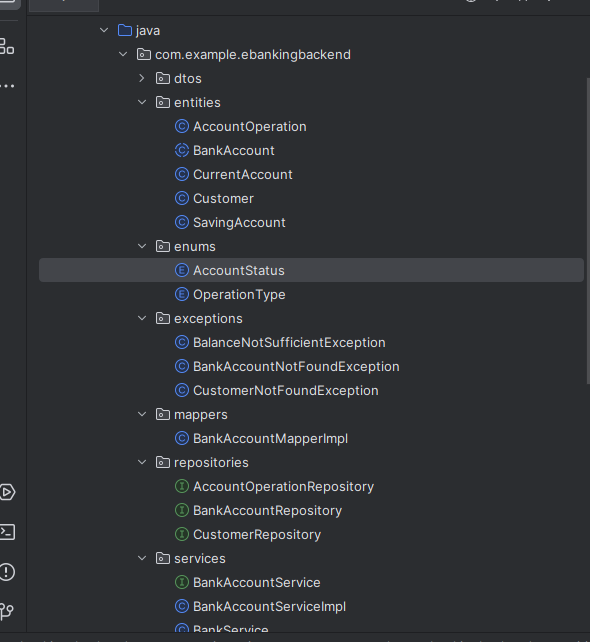 java
com.example.ebankingbackend
dtos
entities
AccountOperation
BankAccount
CurrentAccount
Customer
SavingAccount
enums
AccountStatus
OperationType
exceptions
BalanceNotSufficientException
BankAccountNotFoundException
CustomerNotFoundException
mappers
BankAccountMapperImpl
repositories
AccountOperationRepository
BankAccountRepository
CustomerRepository
services
BankAccountService
BankAccountServiceImpl
BankService